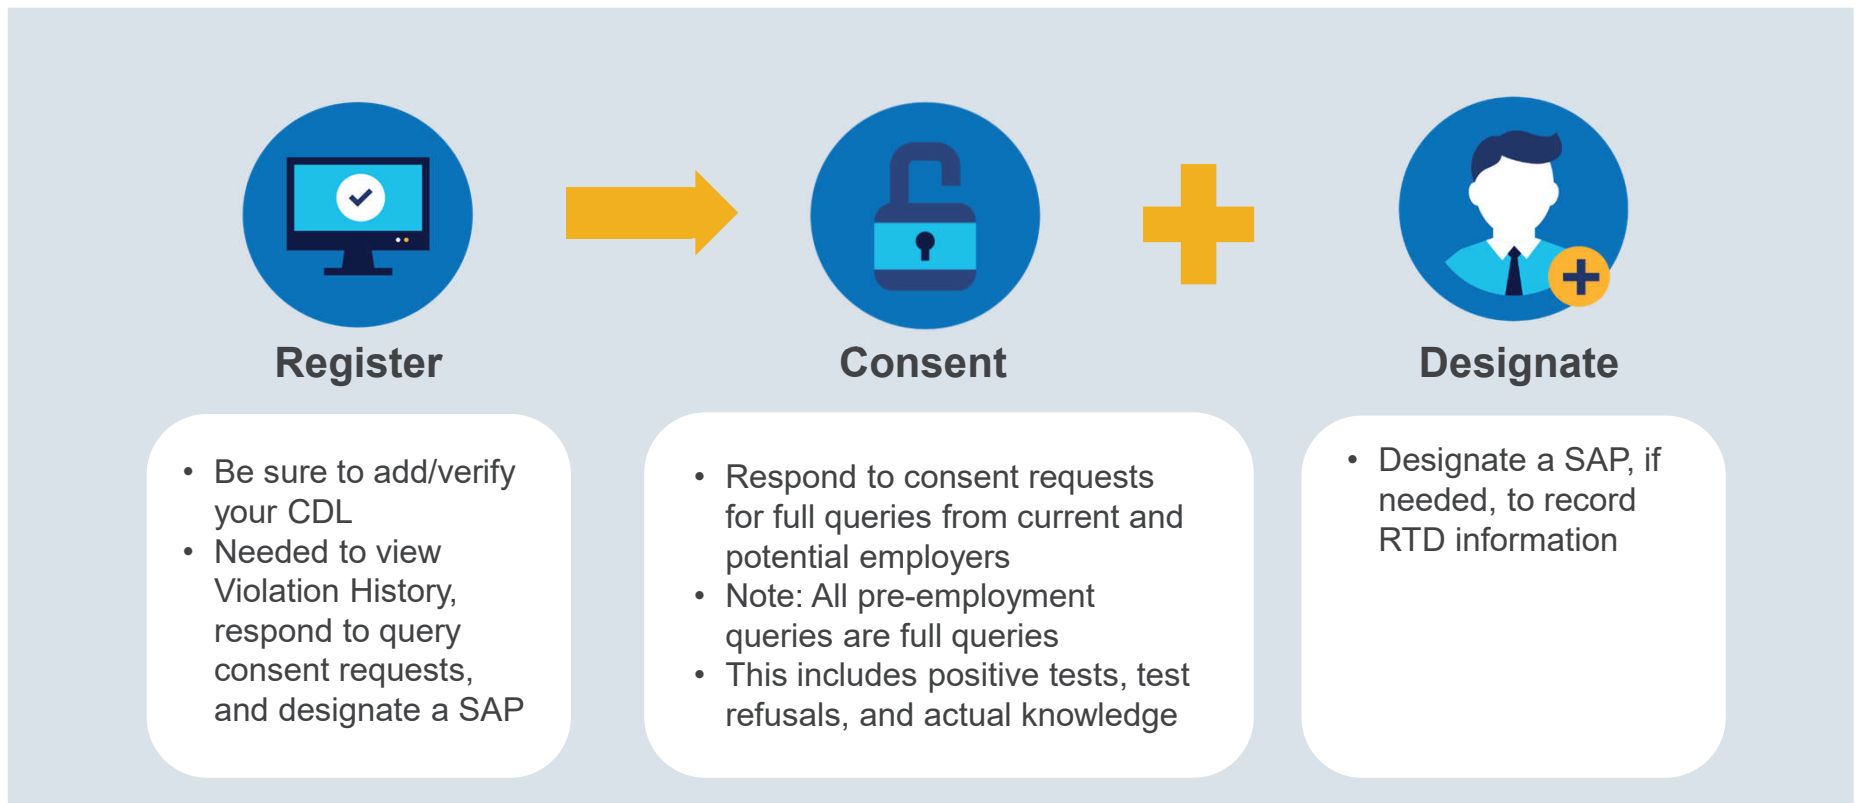 Register
Consent
Designate
• Be sure to add/verify
your CDL
• Needed to view
Violation History,
respond to query
consent requests,
and designate a SAP
• Respond to consent requests
for full queries from current and
potential employers
• Note: All pre-employment
queries are full queries
• This includes positive tests, test
refusals, and actual knowledge
• Designate a SAP, if
needed, to record
RTD information